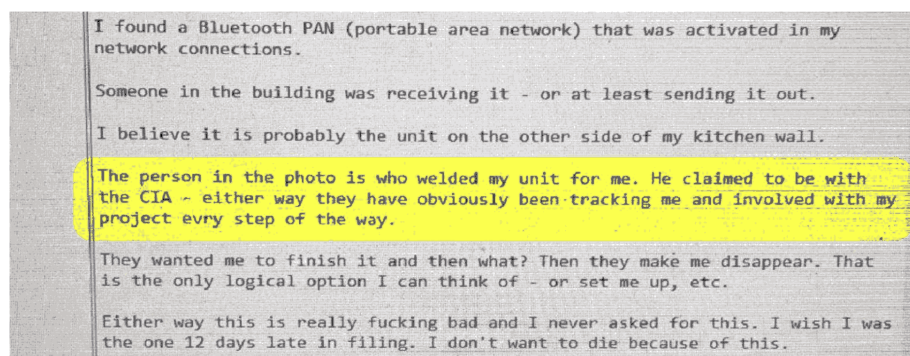 I found a Bluetooth PAN (portable area network) that was activated in my
network connections.
Someone in the building was receiving it - or at least sending it out.
I believe it is probably the unit on the other side of my kitchen wall.
The person in the photo is who welded my unit for me. He claimed to be with
the CIA - either way they have obviously been tracking me and involved with my
project evry step of the way.
They wanted me to finish it and then what? Then they make me disappear. That
is the only logical option I can think of - or set me up, etc.
Either way this is really fucking bad and I never asked for this. I wish I was
the one 12 days late in filing. I don't want to die because of this.